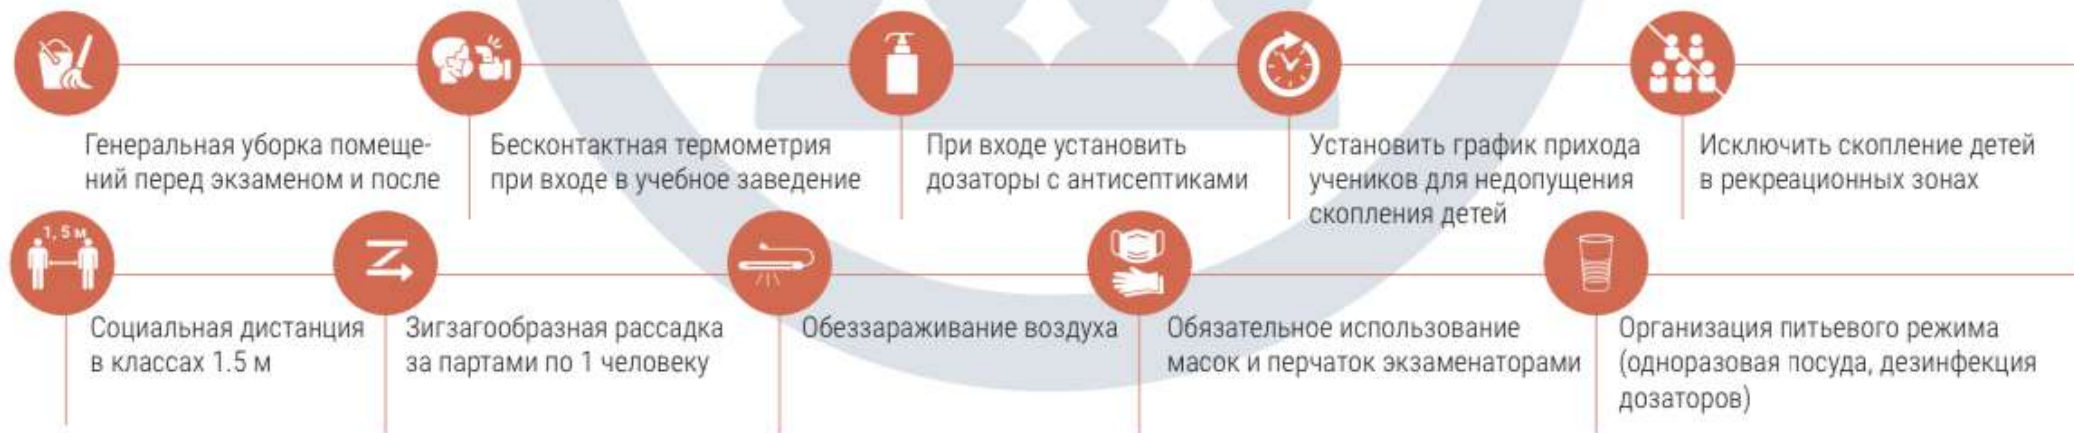 Генеральная уборка помеще-
ний перед экзаменом и после
Бесконтактная термометрия
при входе в учебное заведение
При входе установить
дозаторы с антисептиками
Установить график прихода
учеников для недопущения
скопления детей
Исключить скопление детей
в рекреационных зонах
1, 5 м
Социальная дистанция
в классах 1.5 м
Зигзагообразная рассадка
за партами по 1 человеку
Обеззараживание воздуха
Обязательное использование
масок и перчаток экзаменаторами
Организация питьевого режима
(одноразовая посуда, дезинфекция
дозаторов)